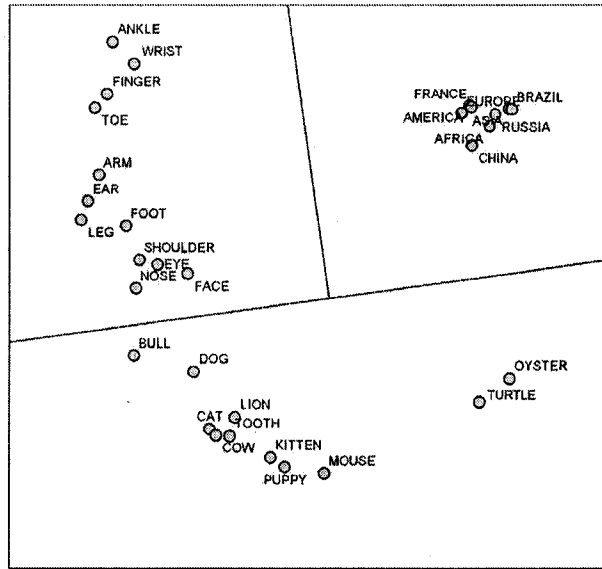 ANKLE
WRIST
FINGER
TOE
ARM
EAR
LEG
FOOT
SHOULDER
EYE
NOSE
FACE
FRANCE
EUROPE
BRAZIL
AMERICA
ASIA
RUSSIA
AFRICA
CHINA
BULL
DOG
OYSTER
TURTLE
LION
CAT
TOOTH
COW
KITTEN
PUPPY
MOUSE